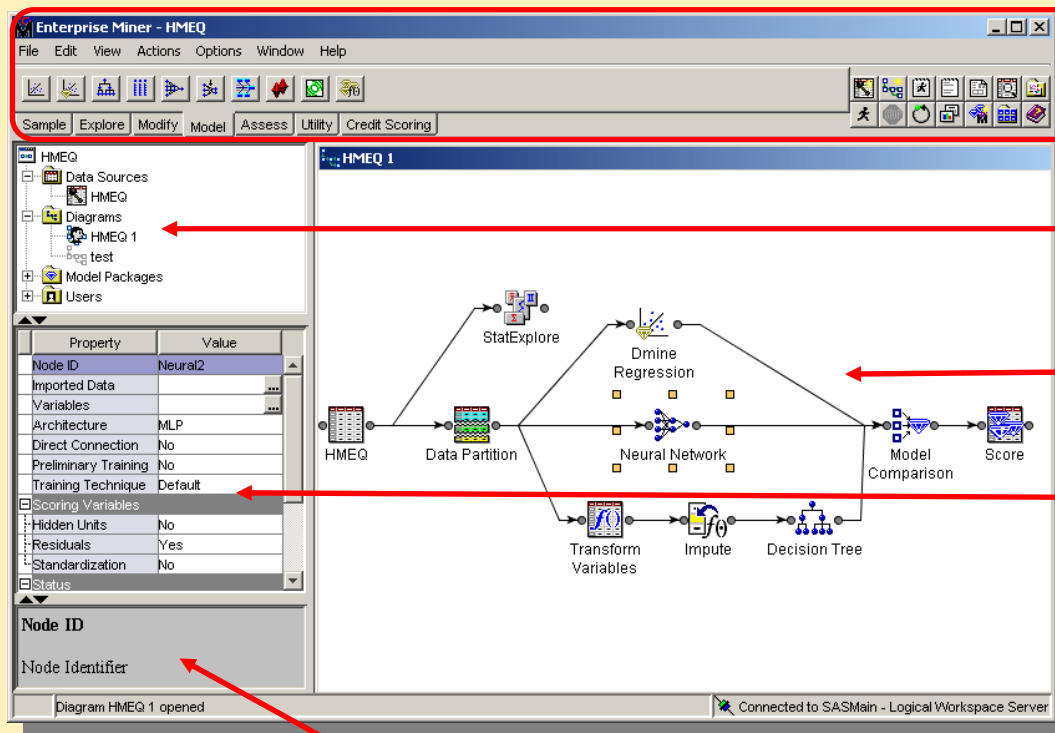 Enterprise Miner - HMEQ
File Edit View Actions Options Window Help
Sample Explore Modify Model Assess Utility Credit Scoring
HMEQ
Data Sources
HMEQ
Diagrams
HMEQ 1
test
Model Packages
Users
Property Value
Node ID Neural2
Imported Data ...
Variables ...
Architecture MLP
Direct Connection No
Preliminary Training No
Training Technique Default
Scoring Variables
Hidden Units No
Residuals Yes
Standardization No
Status
Node ID
Node Identifier
HMEQ 1
StatExplore
Dmine
Regression
HMEQ
Data Partition
Neural Network
Model
Comparison
Score
Transform
Variables
Impute
Decision Tree
Diagram HMEQ 1 opened
Connected to SASMain - Logical Workspace Server